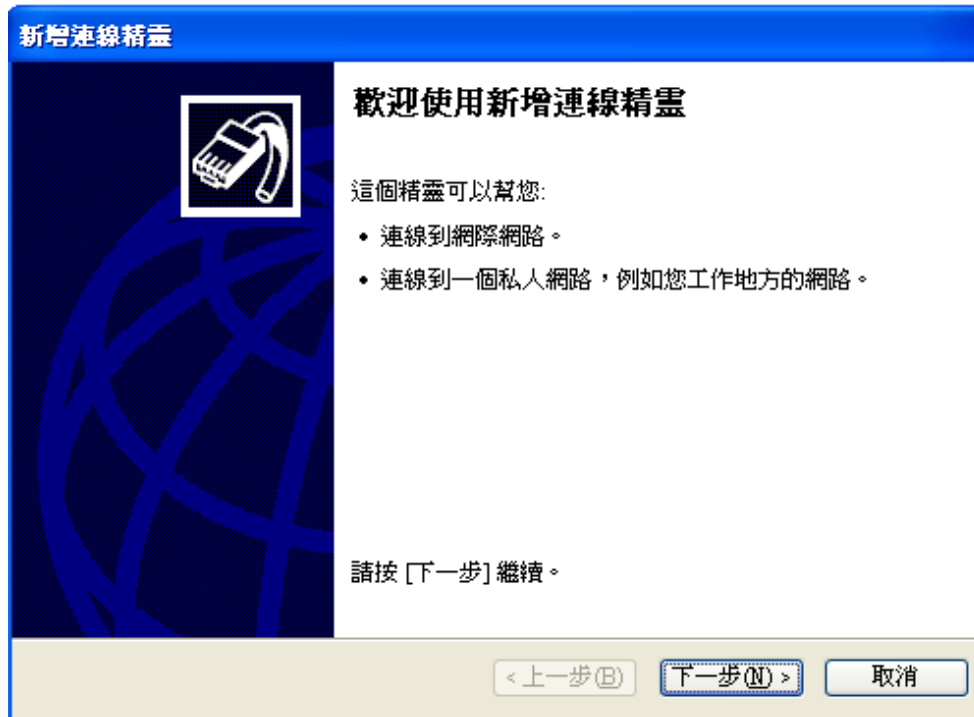 新增連線精靈
歡迎使用新增連線精靈
這個精靈可以幫您:
• 連線到網際網路。
• 連線到一個私人網路，例如您工作地方的網路。
請按 [下一步] 繼續。
< 上一步(B) 下一步(N) > 取消